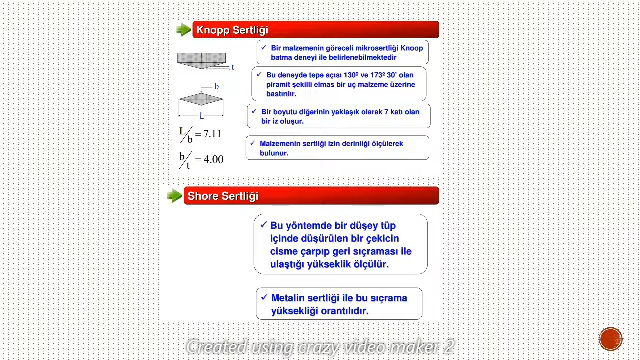 Knopp Sertliği
Bir malzemenin göreceli mikrosertliği Knoop
batma deneyi ile belirlenebilmektedir
t
Bu deneyde tepe açısı 130º ve 173º 30´ olan
piramit şekilli elmas bir uç malzeme üzerine
bastırılır.
b
L
Bir boyutu diğerinin yaklaşık olarak 7 katı olan
bir iz oluşur.
L/b = 7.11
Malzemenin sertliği izin derinliği ölçülerek
bulunur.
b/t = 4.00
Shore Sertliği
Bu yöntemde bir düşey tüp
içinde düşürülen bir çekicin
cisme çarpıp geri sıçraması ile
ulaştığı yükseklik ölçülür.
Metalin sertliği ile bu sıçrama
yüksekliği orantılıdır.
Created using crazy video maker 2